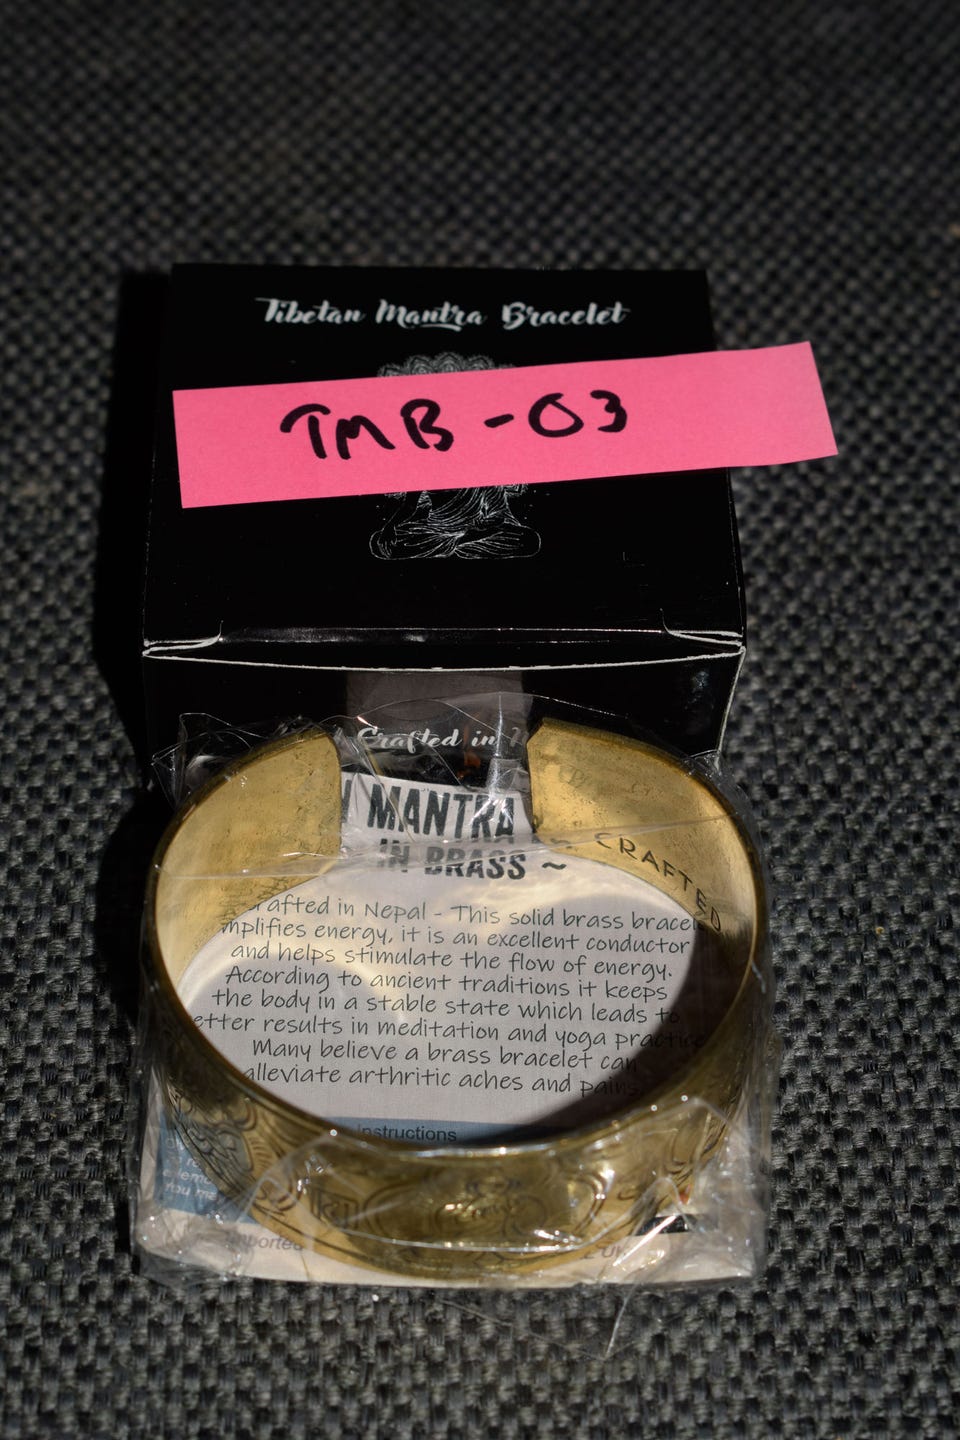 Tibetan Mantra Bracelet
TMB-03
Crafted in
MANTRA
IN BRASS ~
CRAFTED
Crafted in Nepal - This solid brass bracel
mplifies energy, it is an excellent conductor
and helps stimulate the flow of energy.
According to ancient traditions it keeps
the body in a stable state which leads to
etter results in meditation and yoga practice
Many believe a brass bracelet can
alleviate arthritic aches and pains.
Instructions